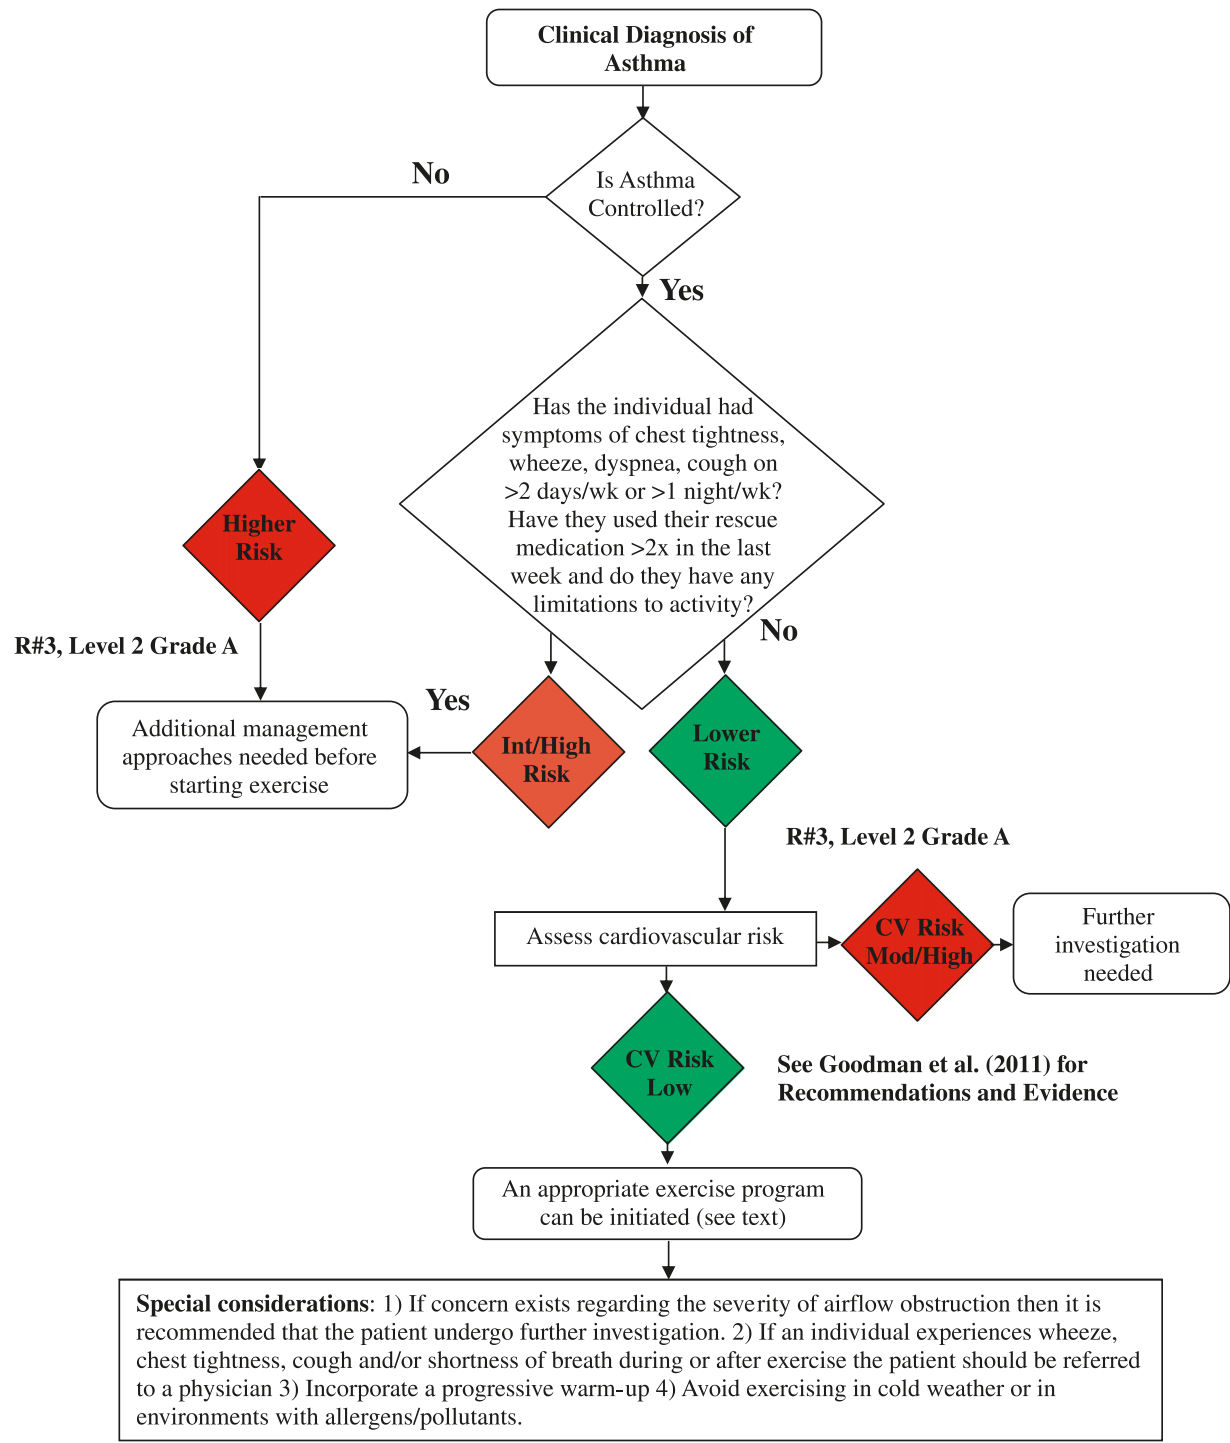 Clinical Diagnosis of
Asthma
No
Is Asthma
Controlled?
Yes
Has the individual had
symptoms of chest tightness,
wheeze, dyspnea, cough on
>2 days/wk or >1 night/wk?
Have they used their rescue
medication >2x in the last
week and do they have any
limitations to activity?
Higher
Risk
R#3, Level 2 Grade A
No
Yes
Additional management
approaches needed before
starting exercise
Int/High
Risk
Lower
Risk
R#3, Level 2 Grade A
Assess cardiovascular risk
CV Risk
Mod/High
Further
investigation
needed
CV Risk
Low
See Goodman et al. (2011) for
Recommendations and Evidence
An appropriate exercise program
can be initiated (see text)
Special considerations: 1) If concern exists regarding the severity of airflow obstruction then it is
recommended that the patient undergo further investigation. 2) If an individual experiences wheeze,
chest tightness, cough and/or shortness of breath during or after exercise the patient should be referred
to a physician 3) Incorporate a progressive warm-up 4) Avoid exercising in cold weather or in
environments with allergens/pollutants.